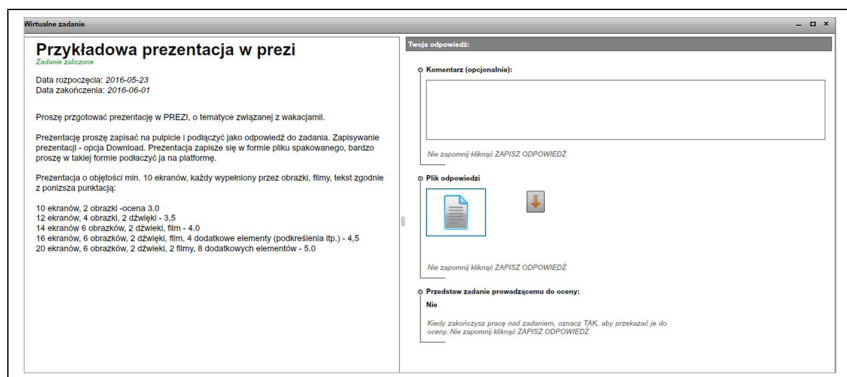 Wirtualne zadanie
Przykładowa prezentacja w prezi
Zadanie zaliczone
Data rozpoczęcia: 2016-05-23
Data zakończenia: 2016-06-01
Proszę przgotować prezentację w PREZI, o tematyce związanej z wakacjami.
Prezentację proszę zapisać na pulpicie i podłączyć jako odpowiedź do zadania. Zapisywanie
prezentacji - opcja Download. Prezentacja zapisze się w formie pliku spakowanego, bardzo
proszę w takiej formie podłaczyć ja na platformę.
Prezentacja o objętości min. 10 ekranów, każdy wypełniony przez obrazki, filmy, tekst zgodnie
z ponizsza punktacją:
10 ekranów, 2 obrazki -ocena 3.0
12 ekranów, 4 obrazki, 2 dźwięki - 3,5
14 ekranów 6 obrazków, 2 dźwieki, film - 4.0
16 ekranów, 6 obrazków, 2 dźwięki, film, 4 dodatkowe elementy (podkreślenia itp.) - 4,5
20 ekranów, 6 obrazków, 2 dźwieki, 2 filmy, 8 dodatkowych elementów - 5.0
Twoja odpowiedź:
Komentarz (opcjonalnie):
Nie zapomnij kliknąć ZAPISZ ODPOWIEDŹ
Plik odpowiedzi
Nie zapomnij kliknąć ZAPISZ ODPOWIEDŹ
Przedstaw zadanie prowadzącemu do oceny:
Nie
Kiedy zakończysz pracę nad zadaniem, oznacz TAK, aby przekazać je do
oceny. Nie zapomnij kliknąć ZAPISZ ODPOWIEDŹ